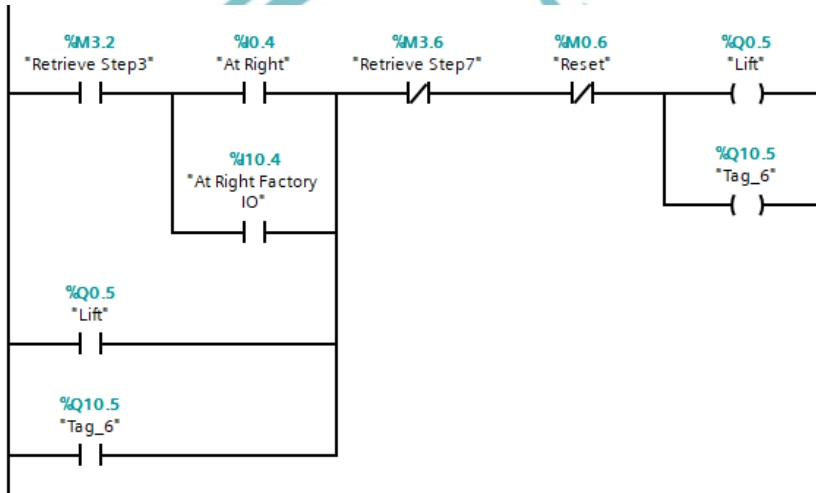 %M3.2
"Retrieve Step3"
%I0.4
"At Right"
%M3.6
"Retrieve Step7"
%M0.6
"Reset"
%Q0.5
"Lift"
%I10.4
"At Right Factory
IO"
%Q10.5
"Tag_6"
%Q0.5
"Lift"
%Q10.5
"Tag_6"